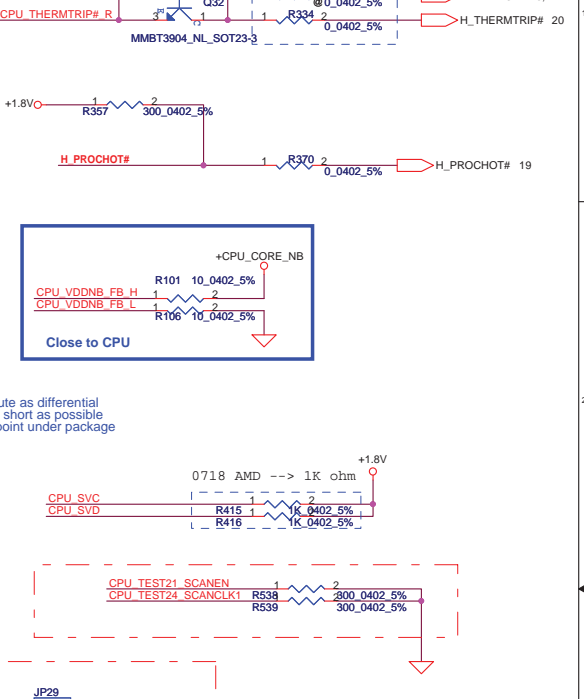 Q32
@0_0402_5%
CPU_THERMTRIP#_R
3
1
1 R334 2
H_THERMTRIP# 20
0_0402_5%
MMBT3904_NL_SOT23-3
+1.8V
1 2
R357 300_0402_5%
H_PROCHOT#
1 R370 2
0_0402_5%
H_PROCHOT# 19
+CPU_CORE_NB
R101 10_0402_5%
CPU_VDDNB_FB_H 1 2
CPU_VDDNB_FB_L 1 2
R106 10_0402_5%
Close to CPU
ute as differential
short as possible
point under package
+1.8V
0718 AMD --> 1K ohm
CPU_SVC 1 2
CPU_SVD R415 1 2 1K_0402_5%
R416 1K_0402_5%
CPU_TEST21_SCANEN 1 2
CPU_TEST24_SCANCLK1 R538 1 2 300_0402_5%
R539 300_0402_5%
JP29